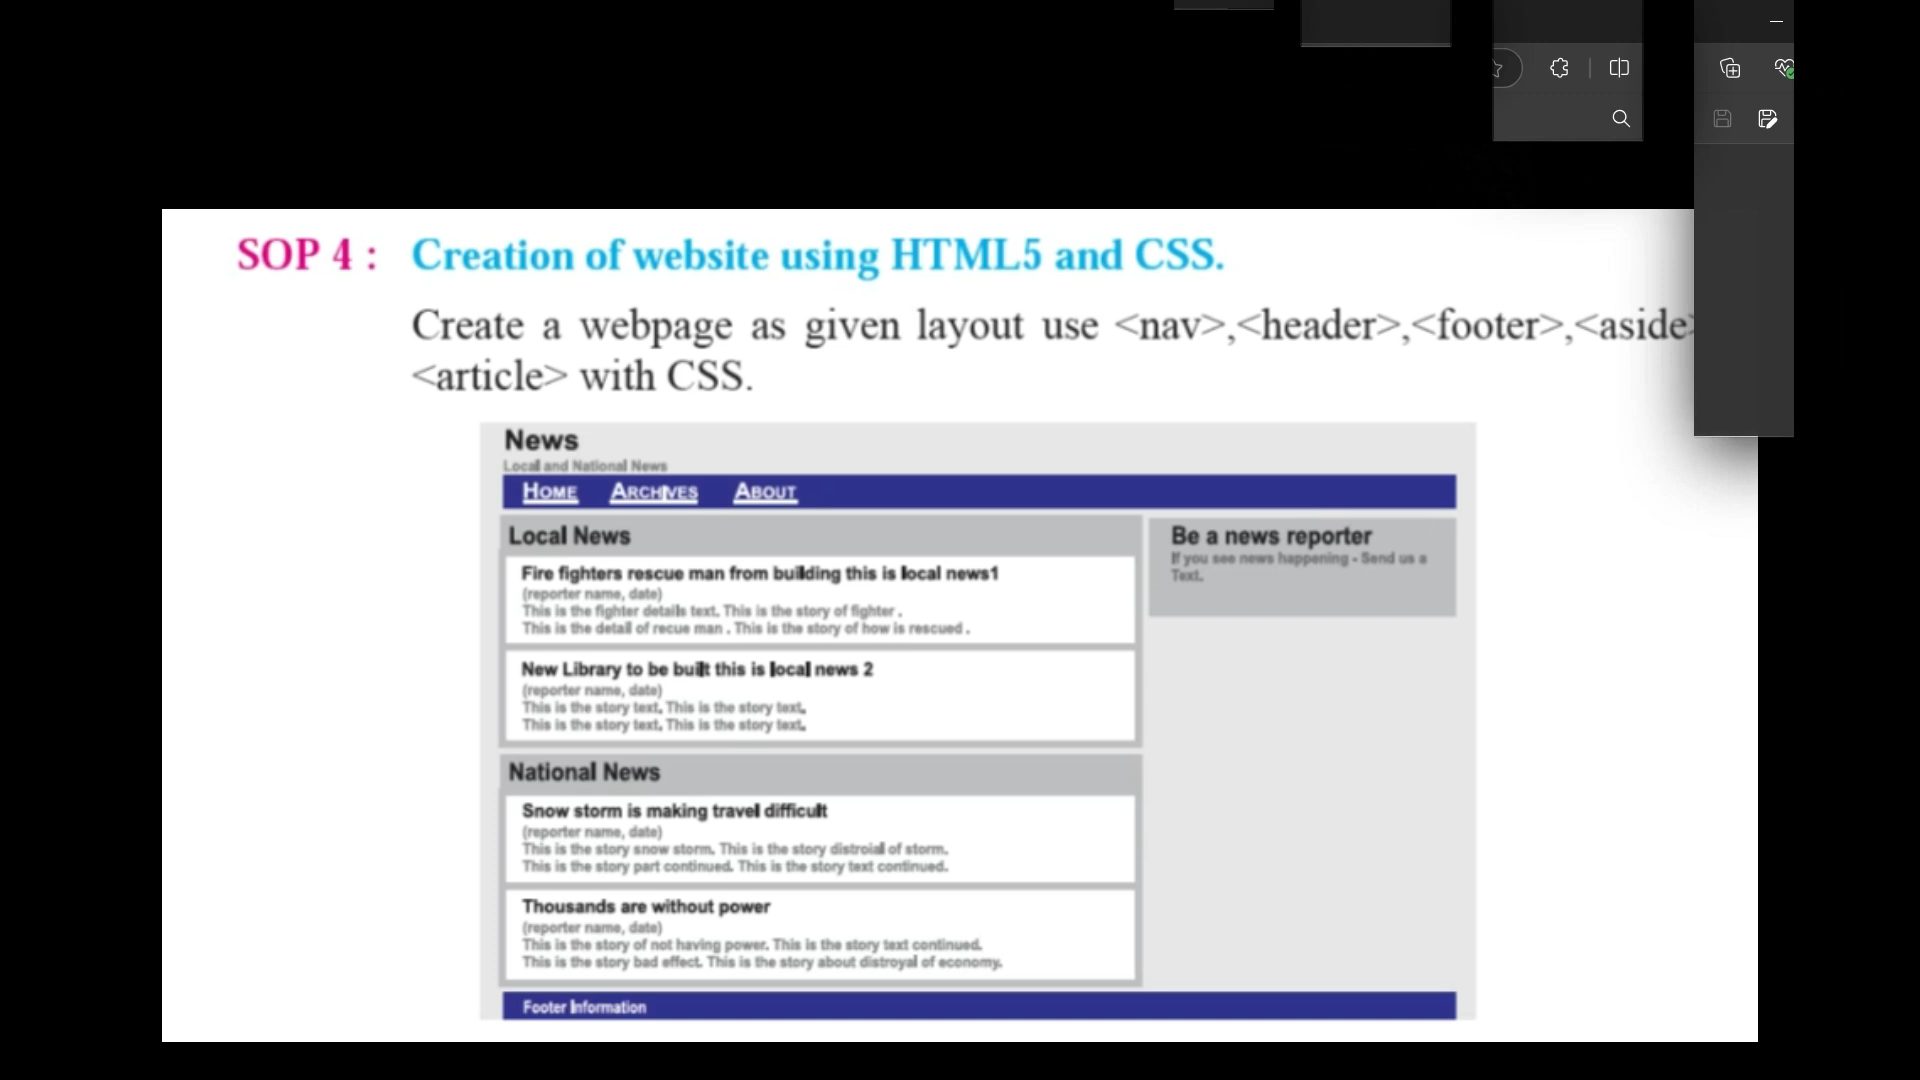 SOP 4 : Creation of website using HTML5 and CSS.
Create a webpage as given layout use <nav>,<header>,<footer>,<aside>
<article> with CSS.
News
Local and National News
HOME ARCHIVES ABOUT
Local News
Fire fighters rescue man from building this is local news1
(reporter name, date)
This is the fighter details text. This is the story of fighter .
This is the detail of recue man . This is the story of how is rescued .
New Library to be built this is local news 2
(reporter name, date)
This is the story text. This is the story text.
This is the story text. This is the story text.
National News
Snow storm is making travel difficult
(reporter name, date)
This is the story snow storm. This is the story distroial of storm.
This is the story part continued. This is the story text continued.
Thousands are without power
(reporter name, date)
This is the story of not having power. This is the story text continued.
This is the story bad effect. This is the story about distroyal of economy.
Be a news reporter
If you see news happening - Send us a
Text.
Footer Information